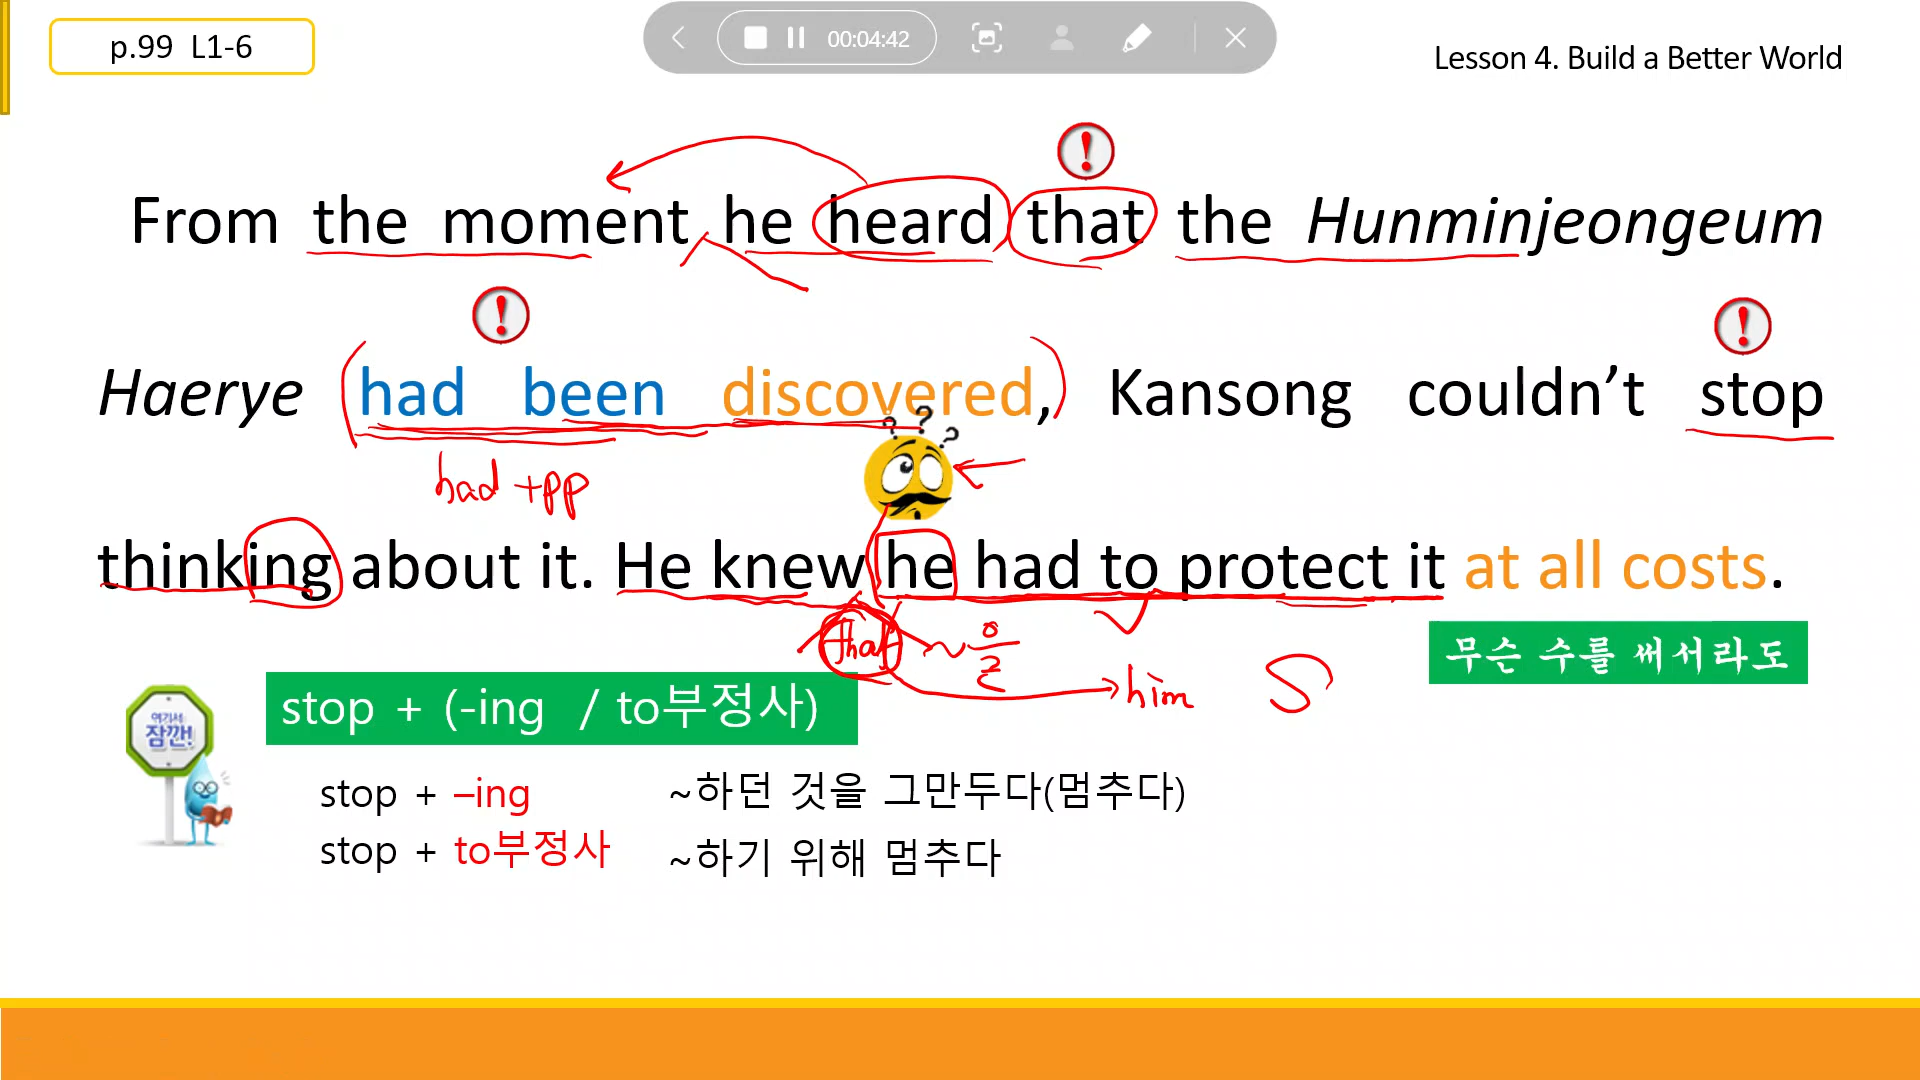 p.99 L1-6
00:04:42
Lesson 4. Build a Better World
From the moment he heard that the Hunminjeongeum
Haerye had been discovered, Kansong couldn't stop
? ? ?
had +pp
thinking about it. He knew he had to protect it at all costs.
that ~
him S
무슨 수를 써서라도
stop + (-ing / to부정사)
여기서
잠깐!
stop + –ing ~하던 것을 그만두다(멈추다)
stop + to부정사 ~하기 위해 멈추다